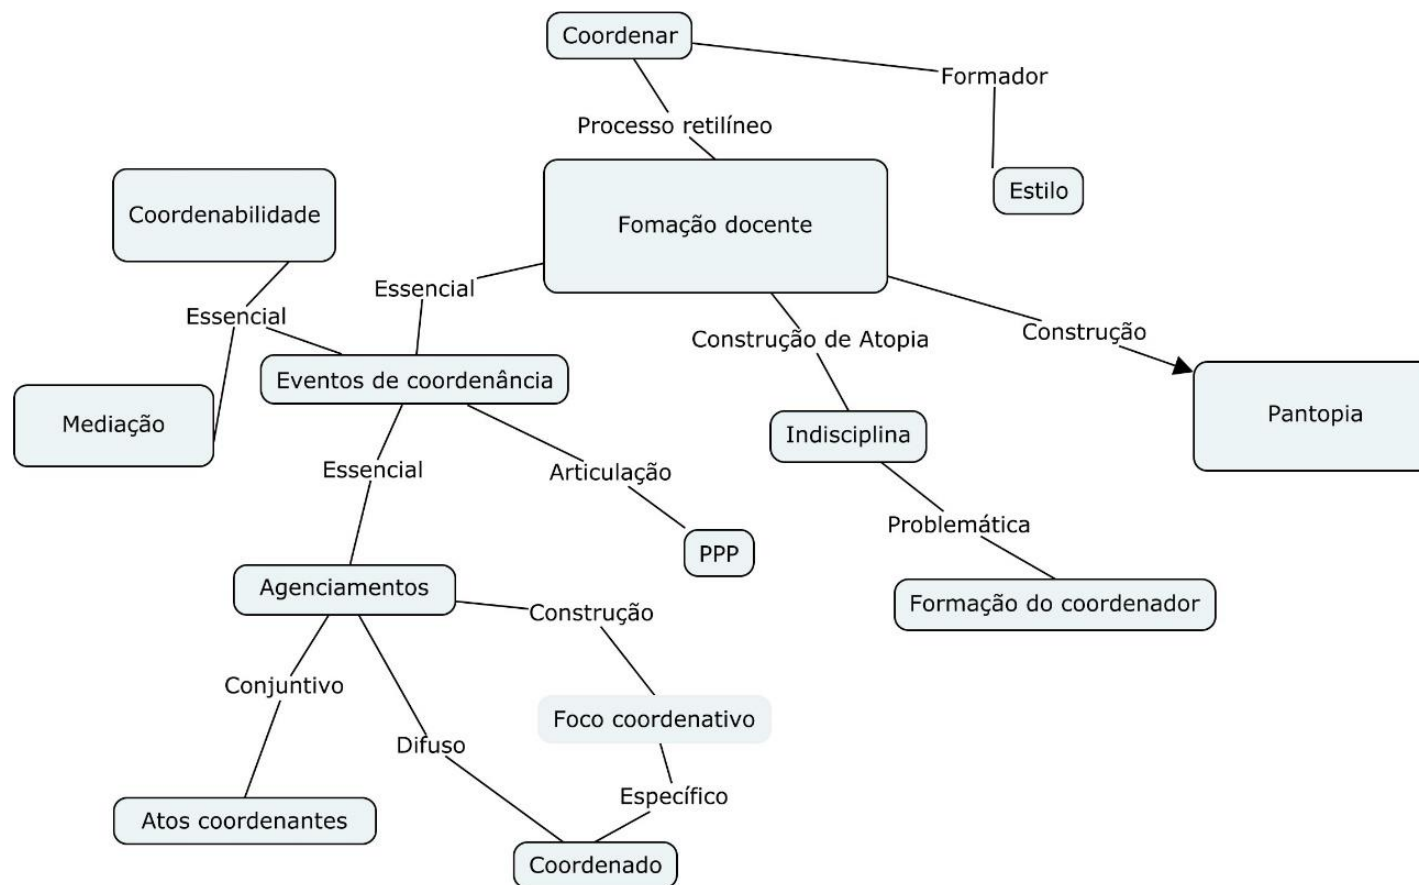 Coordenar
Formador
Processo retilíneo
Estilo
Coordenabilidade
Fomação docente
Essencial
Essencial
Construção de Atopia
Construção
Eventos de coordenância
Mediação
Pantopia
Indisciplina
Essencial
Articulação
Problemática
PPP
Agenciamentos
Formação do coordenador
Construção
Conjuntivo
Foco coordenativo
Difuso
Específico
Atos coordenantes
Coordenado